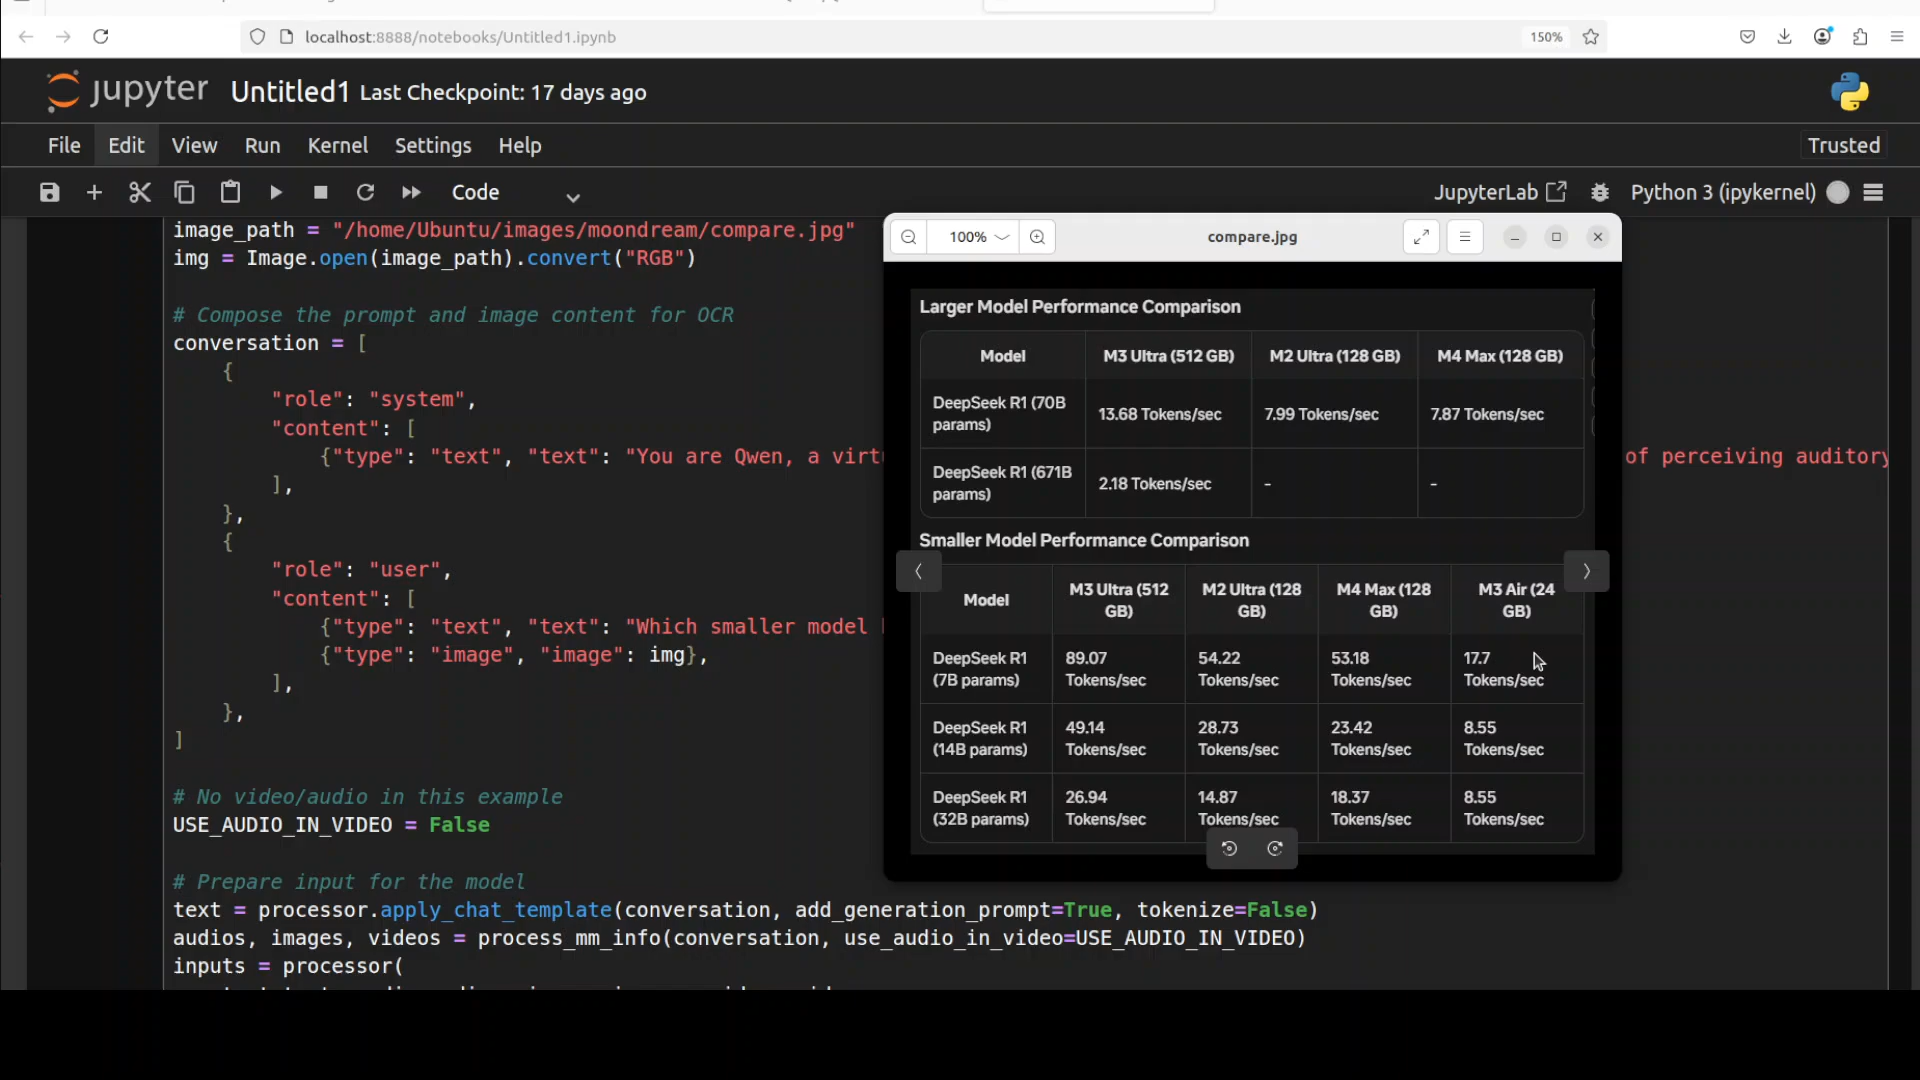 localhost:8888/notebooks/Untitled1.ipynb
150%
jupyter Untitled1 Last Checkpoint: 17 days ago
File Edit View Run Kernel Settings Help
Trusted
Code
JupyterLab
Python 3 (ipykernel)
image_path = "/home/Ubuntu/images/moondream/compare.jpg"
img = Image.open(image_path).convert("RGB")
# Compose the prompt and image content for OCR
conversation = [
{
"role": "system",
"content": [
{"type": "text", "text": "You are Qwen, a virt
of perceiving auditory
],
},
{
"role": "user",
"content": [
{"type": "text", "text": "Which smaller model
{"type": "image", "image": img},
],
},
]
# No video/audio in this example
USE_AUDIO_IN_VIDEO = False
# Prepare input for the model
text = processor.apply_chat_template(conversation, add_generation_prompt=True, tokenize=False)
audios, images, videos = process_mm_info(conversation, use_audio_in_video=USE_AUDIO_IN_VIDEO)
inputs = processor(
100%
compare.jpg
Larger Model Performance Comparison
Model M3 Ultra (512 GB) M2 Ultra (128 GB) M4 Max (128 GB)
DeepSeek R1 (70B
params)
13.68 Tokens/sec 7.99 Tokens/sec 7.87 Tokens/sec
DeepSeek R1 (671B
params)
2.18 Tokens/sec - -
Smaller Model Performance Comparison
Model
M3 Ultra (512
GB)
M2 Ultra (128
GB)
M4 Max (128
GB)
M3 Air (24
GB)
DeepSeek R1
(7B params)
89.07
Tokens/sec
54.22
Tokens/sec
53.18
Tokens/sec
17.7
Tokens/sec
DeepSeek R1
(14B params)
49.14
Tokens/sec
28.73
Tokens/sec
23.42
Tokens/sec
8.55
Tokens/sec
DeepSeek R1
(32B params)
26.94
Tokens/sec
14.87
Tokens/sec
18.37
Tokens/sec
8.55
Tokens/sec